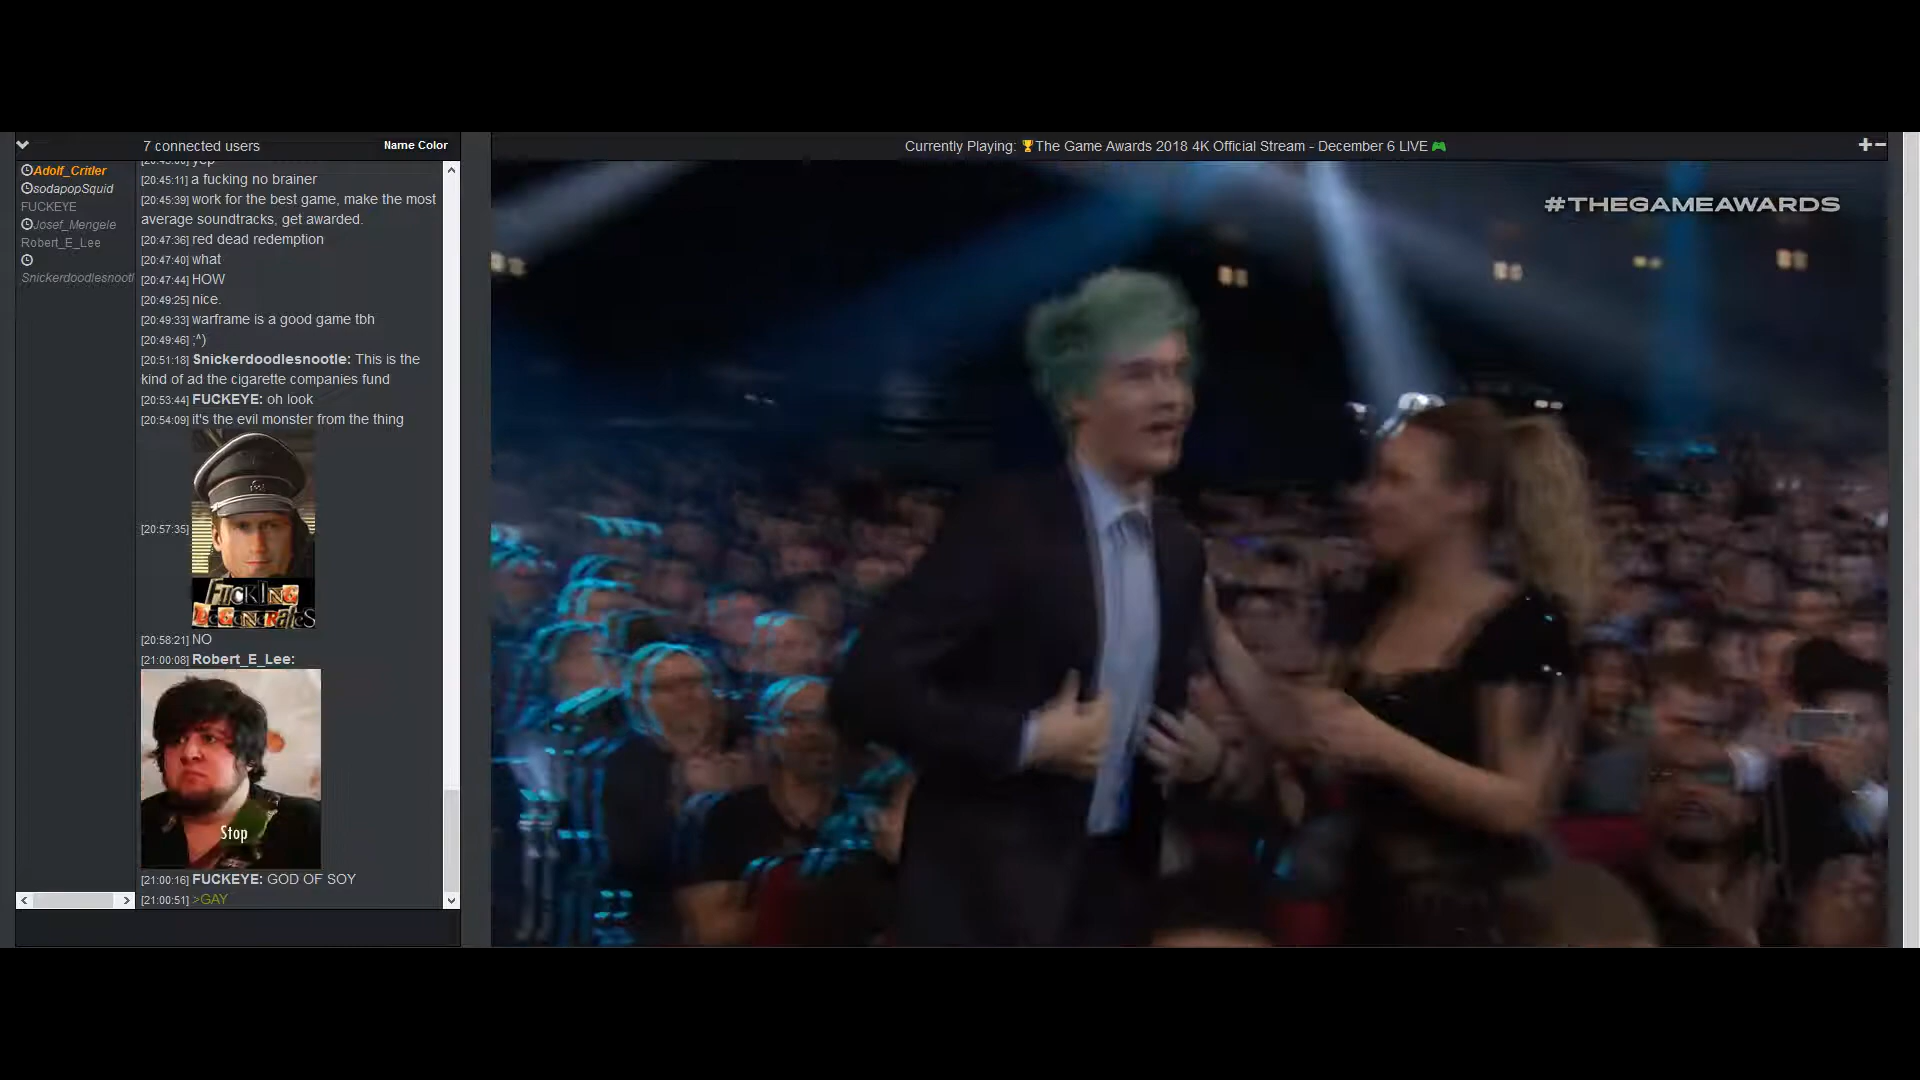 7 connected users
Name Color
Currently Playing: 🏆The Game Awards 2018 4K Official Stream - December 6 LIVE 🎮
Adolf_Critler
sodapopSquid
FUCKEYE
Josef_Mengele
Robert_E_Lee
Snickerdoodlesnootl
[20:45:11] a fucking no brainer
[20:45:39] work for the best game, make the most
average soundtracks, get awarded.
[20:47:36] red dead redemption
[20:47:40] what
[20:47:44] HOW
[20:49:25] nice.
[20:49:33] warframe is a good game tbh
[20:49:46] ;^)
[20:51:18] Snickerdoodlesnootle: This is the
kind of ad the cigarette companies fund
[20:53:44] FUCKEYE: oh look
[20:54:09] it's the evil monster from the thing
[20:57:35]
FUCKING
DEGENERATES
[20:58:21] NO
[21:00:08] Robert_E_Lee:
Stop
[21:00:16] FUCKEYE: GOD OF SOY
[21:00:51] >GAY
#THEGAMEAWARDS